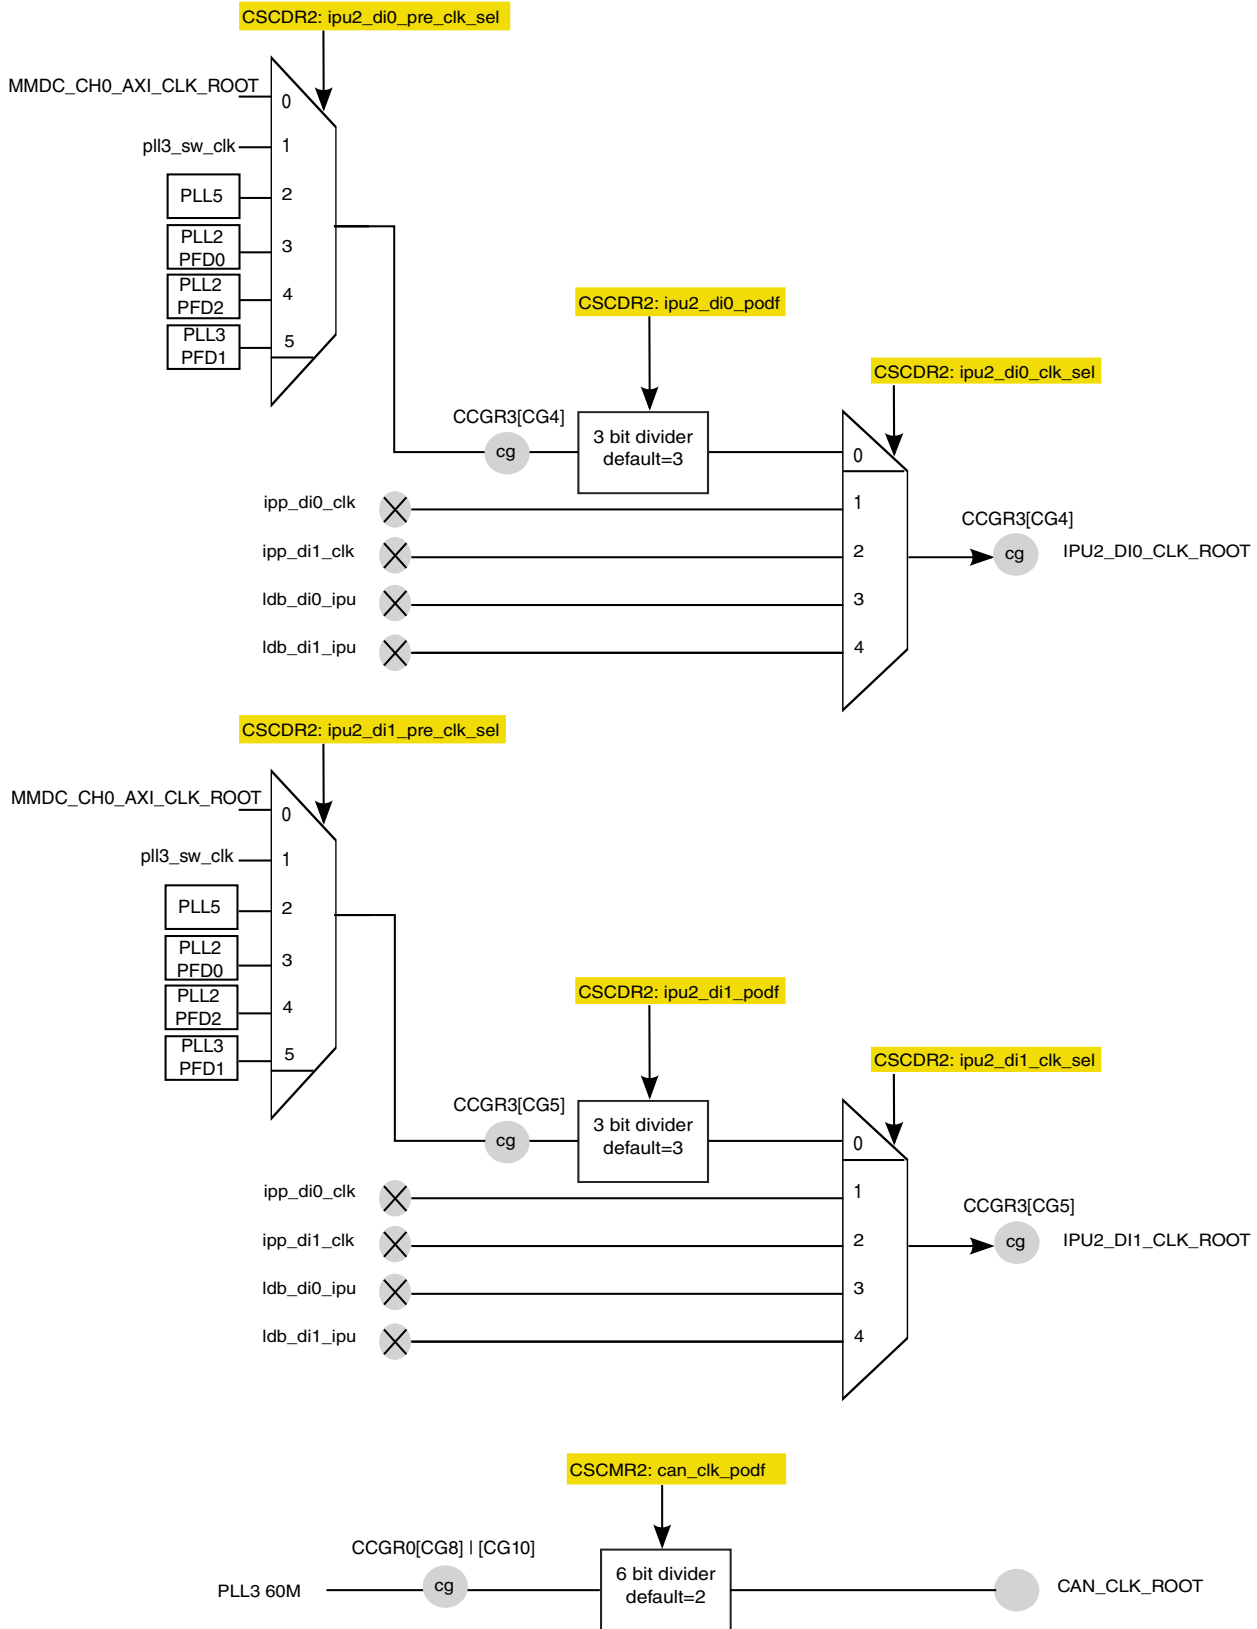 CSCDR2: ipu2_di0_pre_clk_sel
MMDC_CH0_AXI_CLK_ROOT
0
pll3_sw_clk
1
PLL5
2
PLL2
PFD0
3
PLL2
PFD2
4
PLL3
PFD1
5
CSCDR2: ipu2_di0_podf
CSCDR2: ipu2_di0_clk_sel
CCGR3[CG4]
cg
3 bit divider
default=3
0
ipp_di0_clk
1
ipp_di1_clk
2
ldb_di0_ipu
3
ldb_di1_ipu
4
CCGR3[CG4]
cg
IPU2_DI0_CLK_ROOT
CSCDR2: ipu2_di1_pre_clk_sel
MMDC_CH0_AXI_CLK_ROOT
0
pll3_sw_clk
1
PLL5
2
PLL2
PFD0
3
PLL2
PFD2
4
PLL3
PFD1
5
CSCDR2: ipu2_di1_podf
CSCDR2: ipu2_di1_clk_sel
CCGR3[CG5]
cg
3 bit divider
default=3
0
ipp_di0_clk
1
ipp_di1_clk
2
ldb_di0_ipu
3
ldb_di1_ipu
4
CCGR3[CG5]
cg
IPU2_DI1_CLK_ROOT
CSCMR2: can_clk_podf
CCGR0[CG8] | [CG10]
PLL3 60M
cg
6 bit divider
default=2
CAN_CLK_ROOT